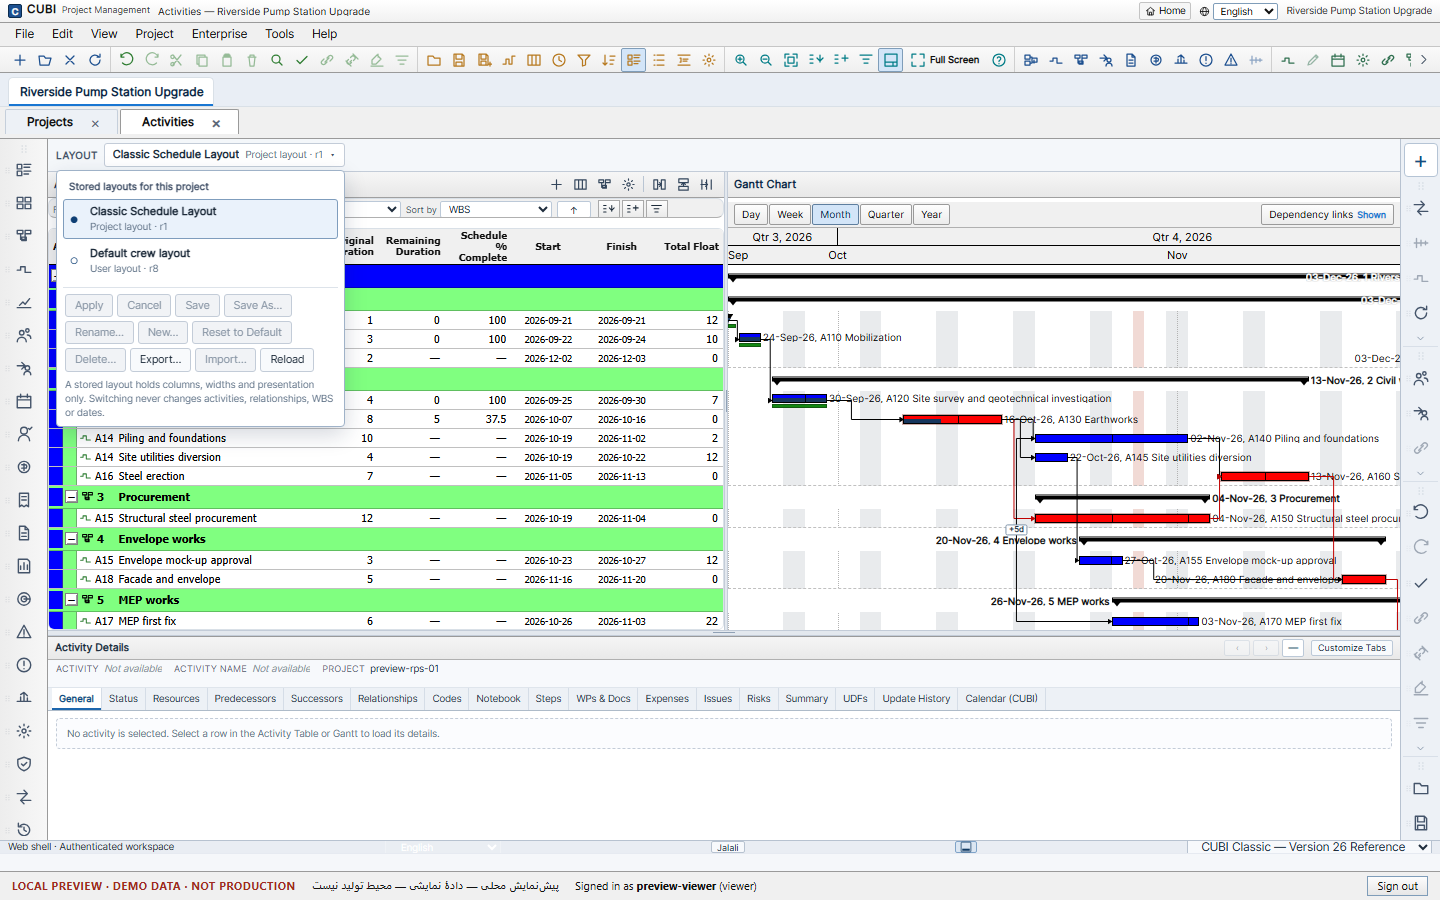 CUBI Project Management Activities — Riverside Pump Station Upgrade
Home English Riverside Pump Station Upgrade
File Edit View Project Enterprise Tools Help
Full Screen
Riverside Pump Station Upgrade
Projects Activities
LAYOUT Classic Schedule Layout Project layout · r1
Stored layouts for this project
Classic Schedule Layout
Project layout · r1
Default crew layout
User layout · r8
Apply Cancel Save Save As...
Rename... New... Reset to Default
Delete... Export... Import... Reload
A stored layout holds columns, widths and presentation
only. Switching never changes activities, relationships, WBS
or dates.
Sort by WBS
Remaining Duration Schedule % Complete Start Finish Total Float
1 0 100 2026-09-21 2026-09-21 12
3 0 100 2026-09-22 2026-09-24 10
2 — — 2026-12-02 2026-12-03 0
4 0 100 2026-09-25 2026-09-30 7
8 5 37.5 2026-10-07 2026-10-16 0
A14 Piling and foundations 10 — — 2026-10-19 2026-11-02 2
A14 Site utilities diversion 4 — — 2026-10-19 2026-10-22 12
A16 Steel erection 7 — — 2026-11-05 2026-11-13 0
3 Procurement
A15 Structural steel procurement 12 — — 2026-10-19 2026-11-04 0
4 Envelope works
A15 Envelope mock-up approval 3 — — 2026-10-23 2026-10-27 12
A18 Facade and envelope 5 — — 2026-11-16 2026-11-20 0
5 MEP works
A17 MEP first fix 6 — — 2026-10-26 2026-11-03 22
Gantt Chart
Day Week Month Quarter Year
Dependency links Shown
Qtr 3, 2026 Qtr 4, 2026
Sep Oct Nov
03-Dec-26, 1 Rivers
03-Dec-
24-Sep-26, A110 Mobilization
03-Dec-2
13-Nov-26, 2 Civil
30-Sep-26, A120 Site survey and geotechnical investigation
16-Oct-26, A130 Earthworks
02-Nov-26, A140 Piling and foundations
22-Oct-26, A145 Site utilities diversion
13-Nov-26, A160 S
04-Nov-26, 3 Procurement
04-Nov-26, A150 Structural steel procur
+5d
20-Nov-26, 4 Envelope works
27-Oct-26, A155 Envelope mock-up approval
20-Nov-26, A180 Facade and envelope
26-Nov-26, 5 MEP works
03-Nov-26, A170 MEP first fix
Activity Details
Customize Tabs
ACTIVITY Not available ACTIVITY NAME Not available PROJECT preview-rps-01
General Status Resources Predecessors Successors Relationships Codes Notebook Steps WPs & Docs Expenses Issues Risks Summary UDFs Update History Calendar (CUBI)
No activity is selected. Select a row in the Activity Table or Gantt to load its details.
Web shell · Authenticated workspace
English
Jalali
CUBI Classic — Version 26 Reference
LOCAL PREVIEW · DEMO DATA · NOT PRODUCTION
پیش‌نمایش محلی — دادهٔ نمایشی — محیط تولید نیست
Signed in as preview-viewer (viewer)
Sign out